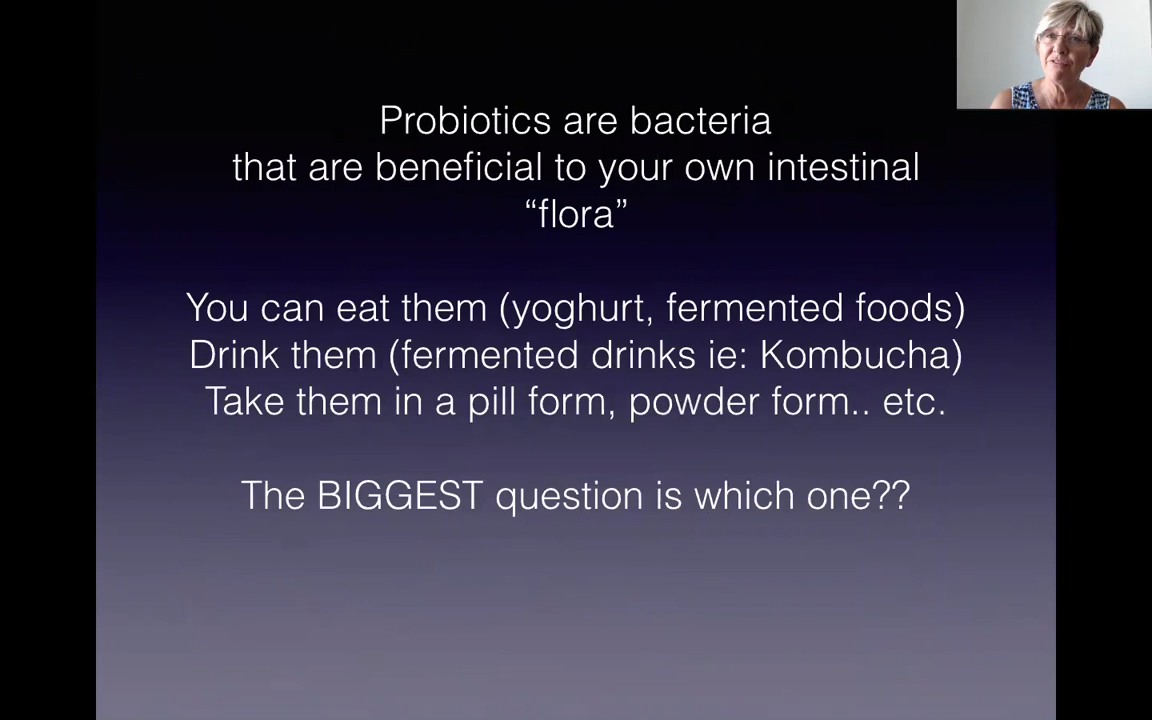 Probiotics are bacteria
that are beneficial to your own intestinal
“flora”
You can eat them (yoghurt, fermented foods)
Drink them (fermented drinks ie: Kombucha)
Take them in a pill form, powder form.. etc.
The BIGGEST question is which one??